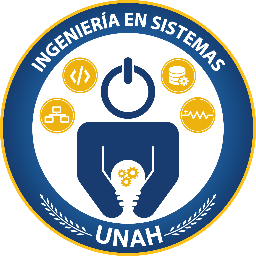 INGENIERÍA EN SISTEMAS
</>
UNAH